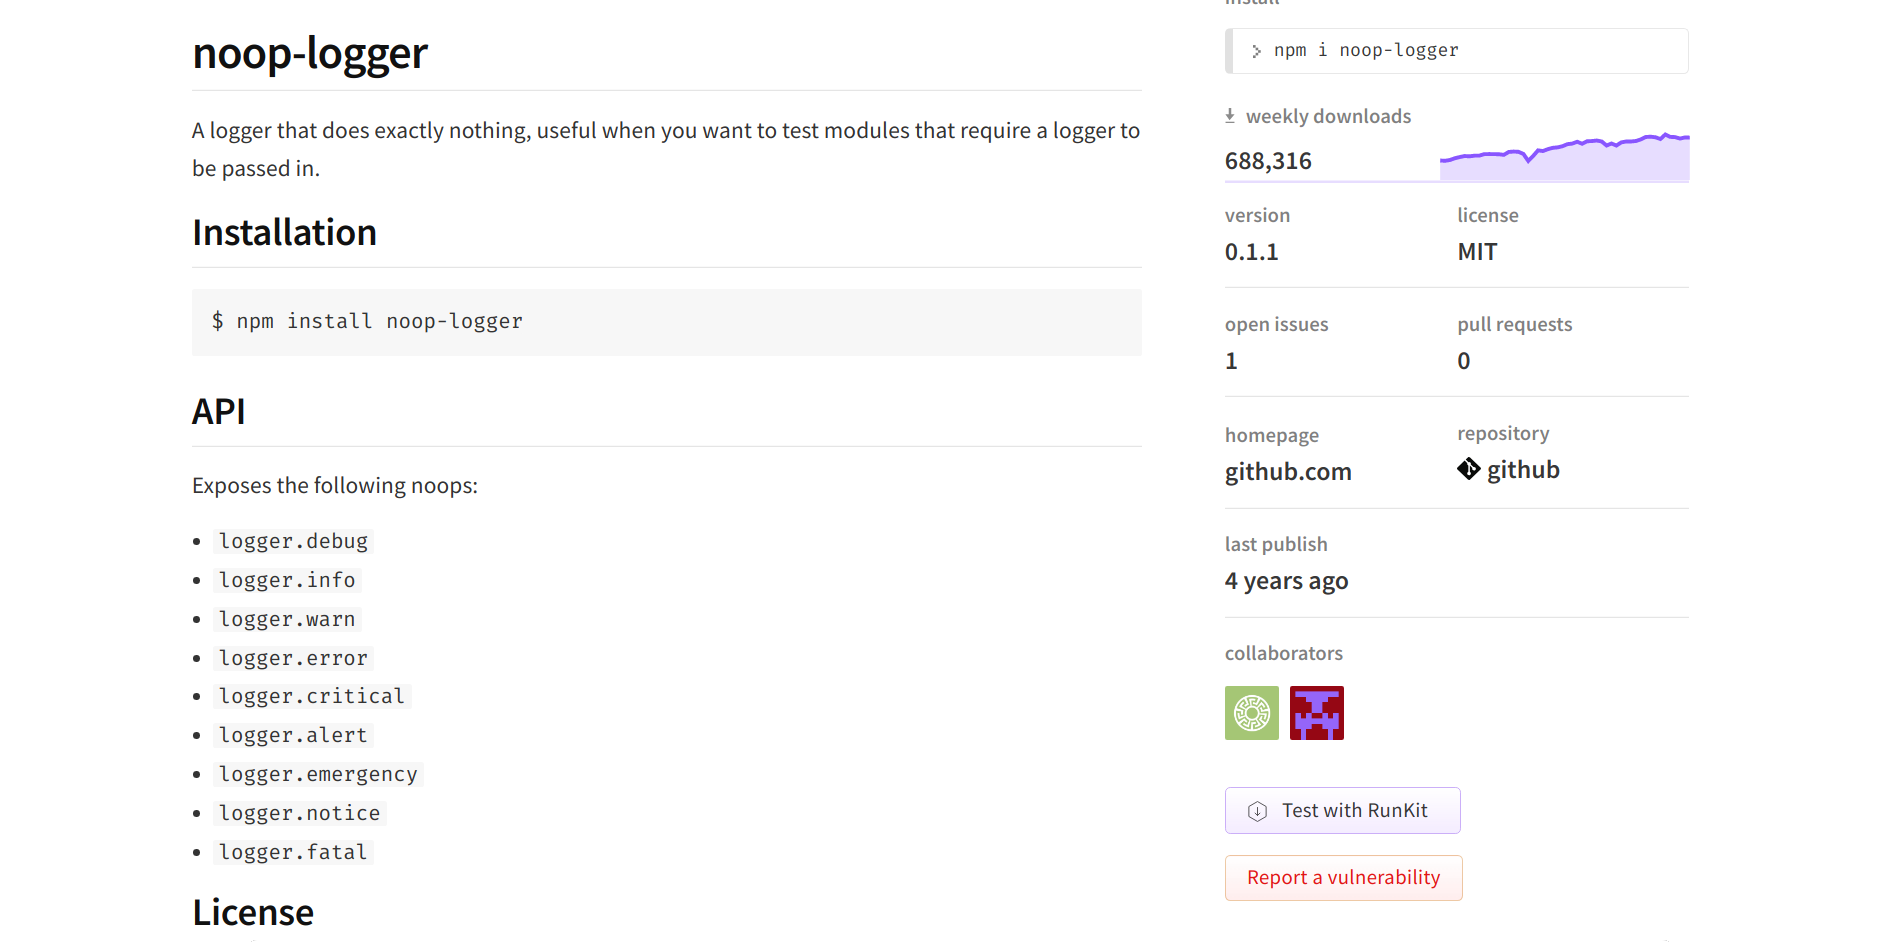 noop-logger
A logger that does exactly nothing, useful when you want to test modules that require a logger to
be passed in.
Installation
$ npm install noop-logger
API
Exposes the following noops:
logger.debug
logger.info
logger.warn
logger.error
logger.critical
logger.alert
logger.emergency
logger.notice
logger.fatal
License
install
npm i noop-logger
weekly downloads
688,316
version
0.1.1
license
MIT
open issues
1
pull requests
0
homepage
github.com
repository
github
last publish
4 years ago
collaborators
Test with RunKit
Report a vulnerability